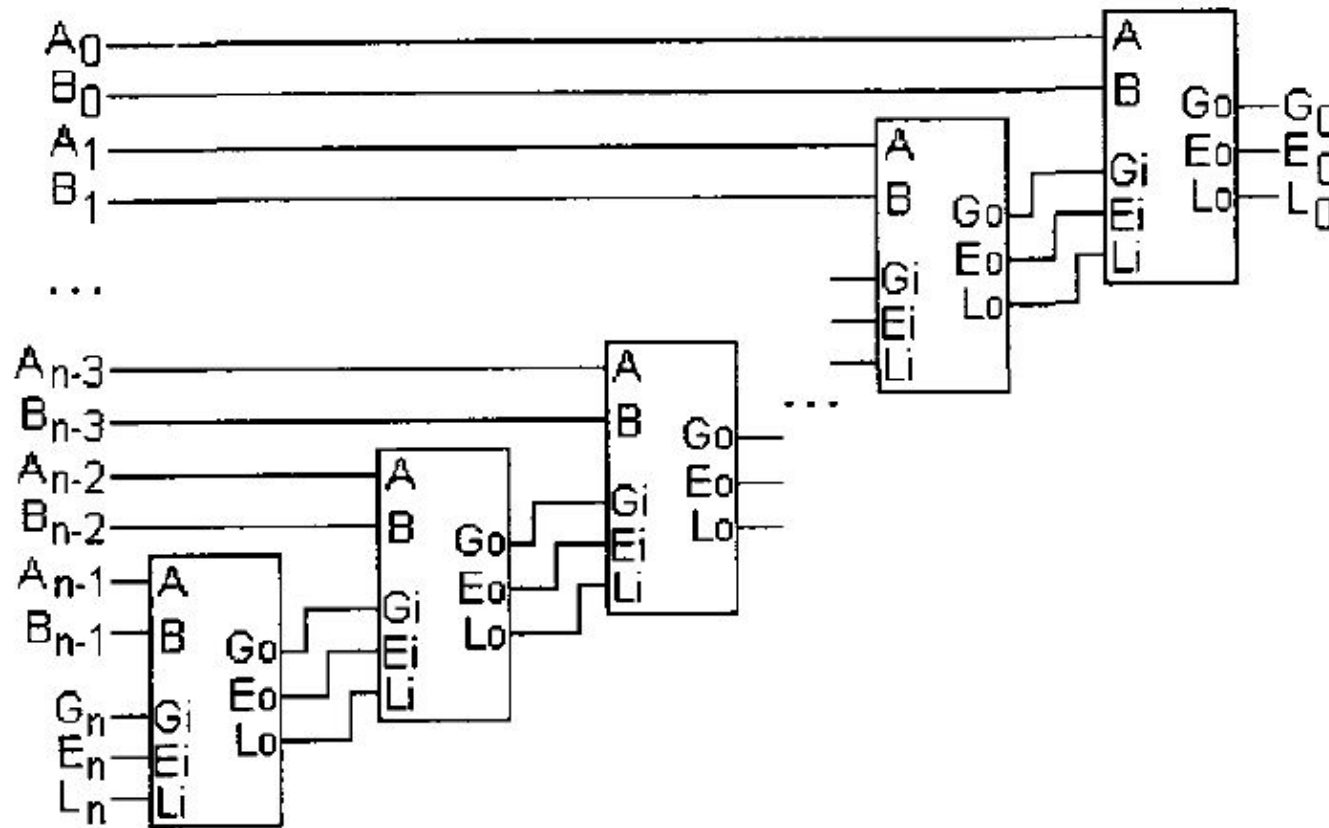 A0 A
B0 B
Go G0
A1 A
Eo E0
Gi
B1 B
Lo L0
Go
Ei
Eo
Li
...
Gi
Lo
Ei
An-3 A
Li
...
Bn-3 B
Go
An-2 A
Eo
Gi
Bn-2 B
Lo
Go
Ei
An-1 A
Eo
Li
Gi
Bn-1 B
Lo
Go
Ei
Eo
Li
Gn Gi
Lo
En Ei
Ln Li